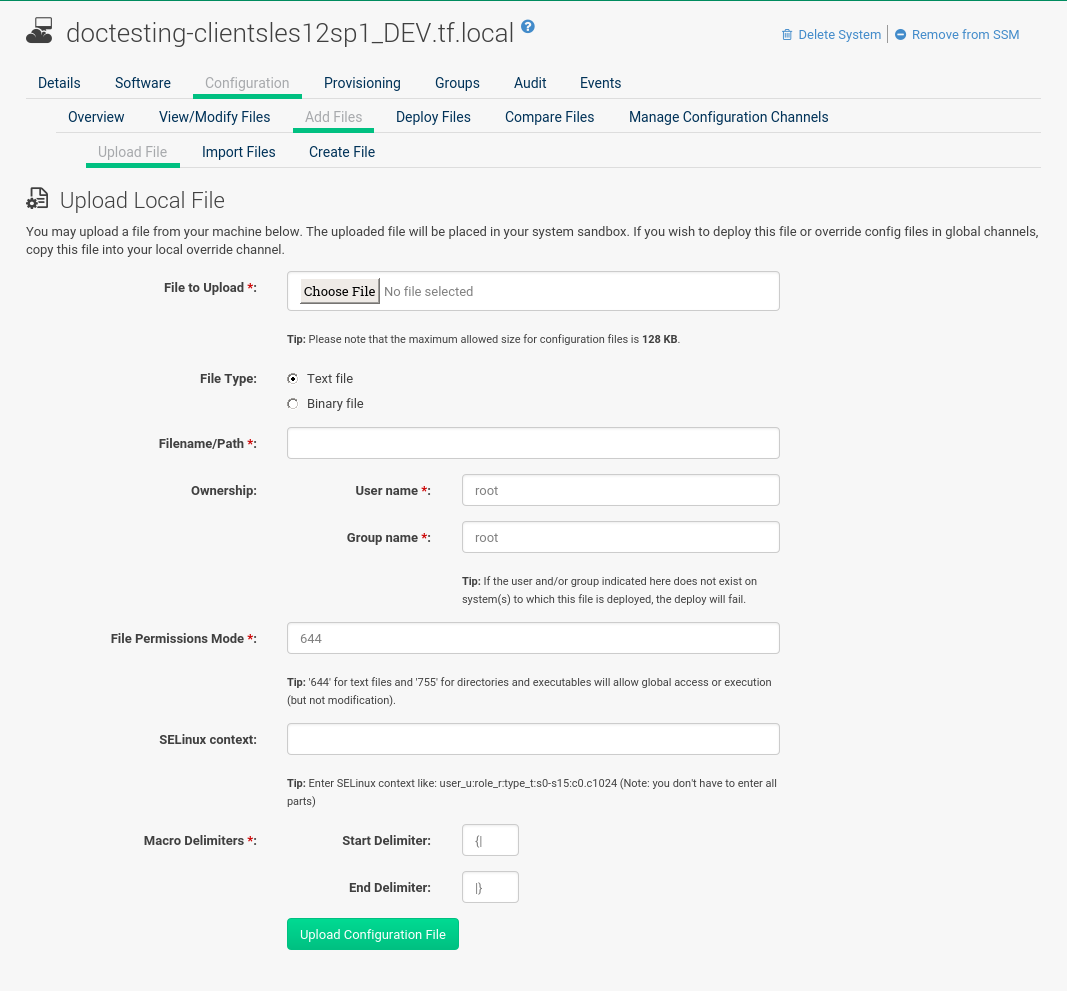 doctesting-clientsles12sp1_DEV.tf.local ?
Delete System | Remove from SSM
Details Software Configuration Provisioning Groups Audit Events
Overview View/Modify Files Add Files Deploy Files Compare Files Manage Configuration Channels
Upload File Import Files Create File
Upload Local File
You may upload a file from your machine below. The uploaded file will be placed in your system sandbox. If you wish to deploy this file or override config files in global channels,
copy this file into your local override channel.
File to Upload *: Choose File No file selected
Tip: Please note that the maximum allowed size for configuration files is 128 KB.
File Type: Text file
Binary file
Filename/Path *:
Ownership: User name *: root
Group name *: root
Tip: If the user and/or group indicated here does not exist on
system(s) to which this file is deployed, the deploy will fail.
File Permissions Mode *: 644
Tip: '644' for text files and '755' for directories and executables will allow global access or execution
(but not modification).
SELinux context:
Tip: Enter SELinux context like: user_u:role_r:type_t:s0-s15:c0.c1024 (Note: you don't have to enter all
parts)
Macro Delimiters *: Start Delimiter: {|
End Delimiter: |}
Upload Configuration File